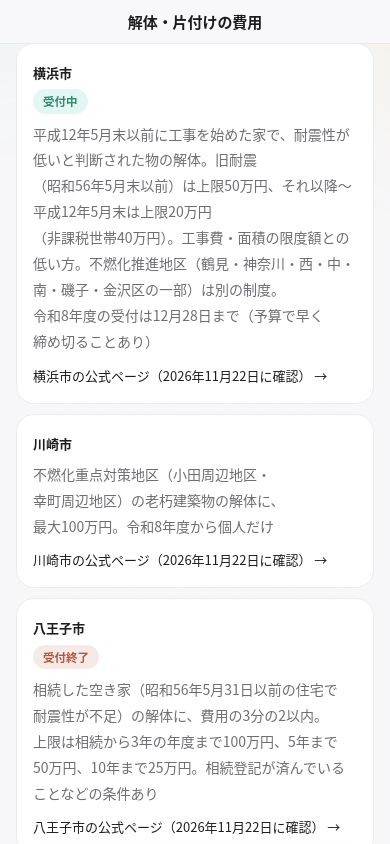 解体・片付けの費用
横浜市
受付中
平成12年5月末以前に工事を始めた家で、耐震性が
低いと判断された物の解体。旧耐震
（昭和56年5月末以前）は上限50万円、それ以降〜
平成12年5月末は上限20万円
（非課税世帯40万円）。工事費・面積の限度額との
低い方。不燃化推進地区（鶴見・神奈川・西・中・
南・磯子・金沢区の一部）は別の制度。
令和8年度の受付は12月28日まで（予算で早く
締め切ることあり）
横浜市の公式ページ（2026年11月22日に確認） →
川崎市
不燃化重点対策地区（小田周辺地区・
幸町周辺地区）の老朽建築物の解体に、
最大100万円。令和8年度から個人だけ
川崎市の公式ページ（2026年11月22日に確認） →
八王子市
受付終了
相続した空き家（昭和56年5月31日以前の住宅で
耐震性が不足）の解体に、費用の3分の2以内。
上限は相続から3年の年度まで100万円、5年まで
50万円、10年まで25万円。相続登記が済んでいる
ことなどの条件あり
八王子市の公式ページ（2026年11月22日に確認） →